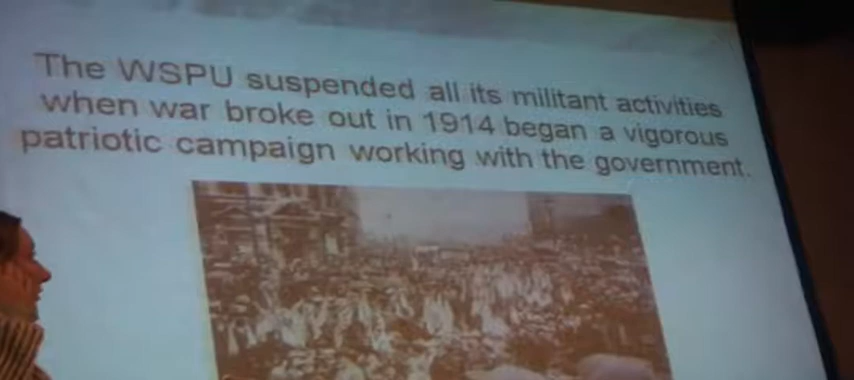 The WSPU suspended all its militant activities
when war broke out in 1914 began a vigorous
patriotic campaign working with the government.